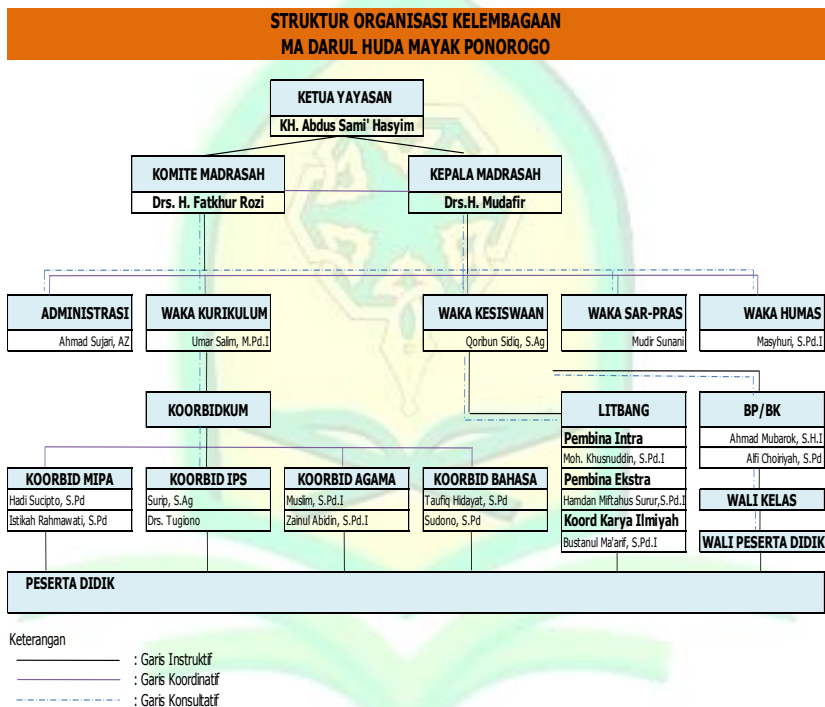 STRUKTUR ORGANISASI KELEMBAGAAN
MA DARUL HUDA MAYAK PONOROGO
KETUA YAYASAN
KH. Abdus Sami' Hasyim
KOMITE MADRASAH
Drs. H. Fatkhur Rozi
KEPALA MADRASAH
Drs.H. Mudafir
ADMINISTRASI
Ahmad Sujari, AZ
WAKA KURIKULUM
Umar Salim, M.Pd.I
WAKA KESISWAAN
Qoribun Sidiq, S.Ag
WAKA SAR-PRAS
Mudir Sunani
WAKA HUMAS
Masyhuri, S.Pd.I
KOORBIDKUM
LITBANG
Pembina Intra
Moh. Khusnuddin, S.Pd.I
Pembina Ekstra
Hamdan Miftahus Surur,S.Pd.I
Koord Karya Ilmiyah
Bustanul Ma'arif, S.Pd.I
BP/BK
Ahmad Mubarok, S.H.I
Alfi Choiriyah, S.Pd
WALI KELAS
WALI PESERTA DIDIK
KOORBID MIPA
Hadi Sucipto, S.Pd
Istikah Rahmawati, S.Pd
KOORBID IPS
Surip, S.Ag
Drs. Tugiono
KOORBID AGAMA
Muslim, S.Pd.I
Zainul Abidin, S.Pd.I
KOORBID BAHASA
Taufiq Hidayat, S.Pd
Sudono, S.Pd
PESERTA DIDIK
Keterangan
: Garis Instruktif
: Garis Koordinatif
: Garis Konsultatif